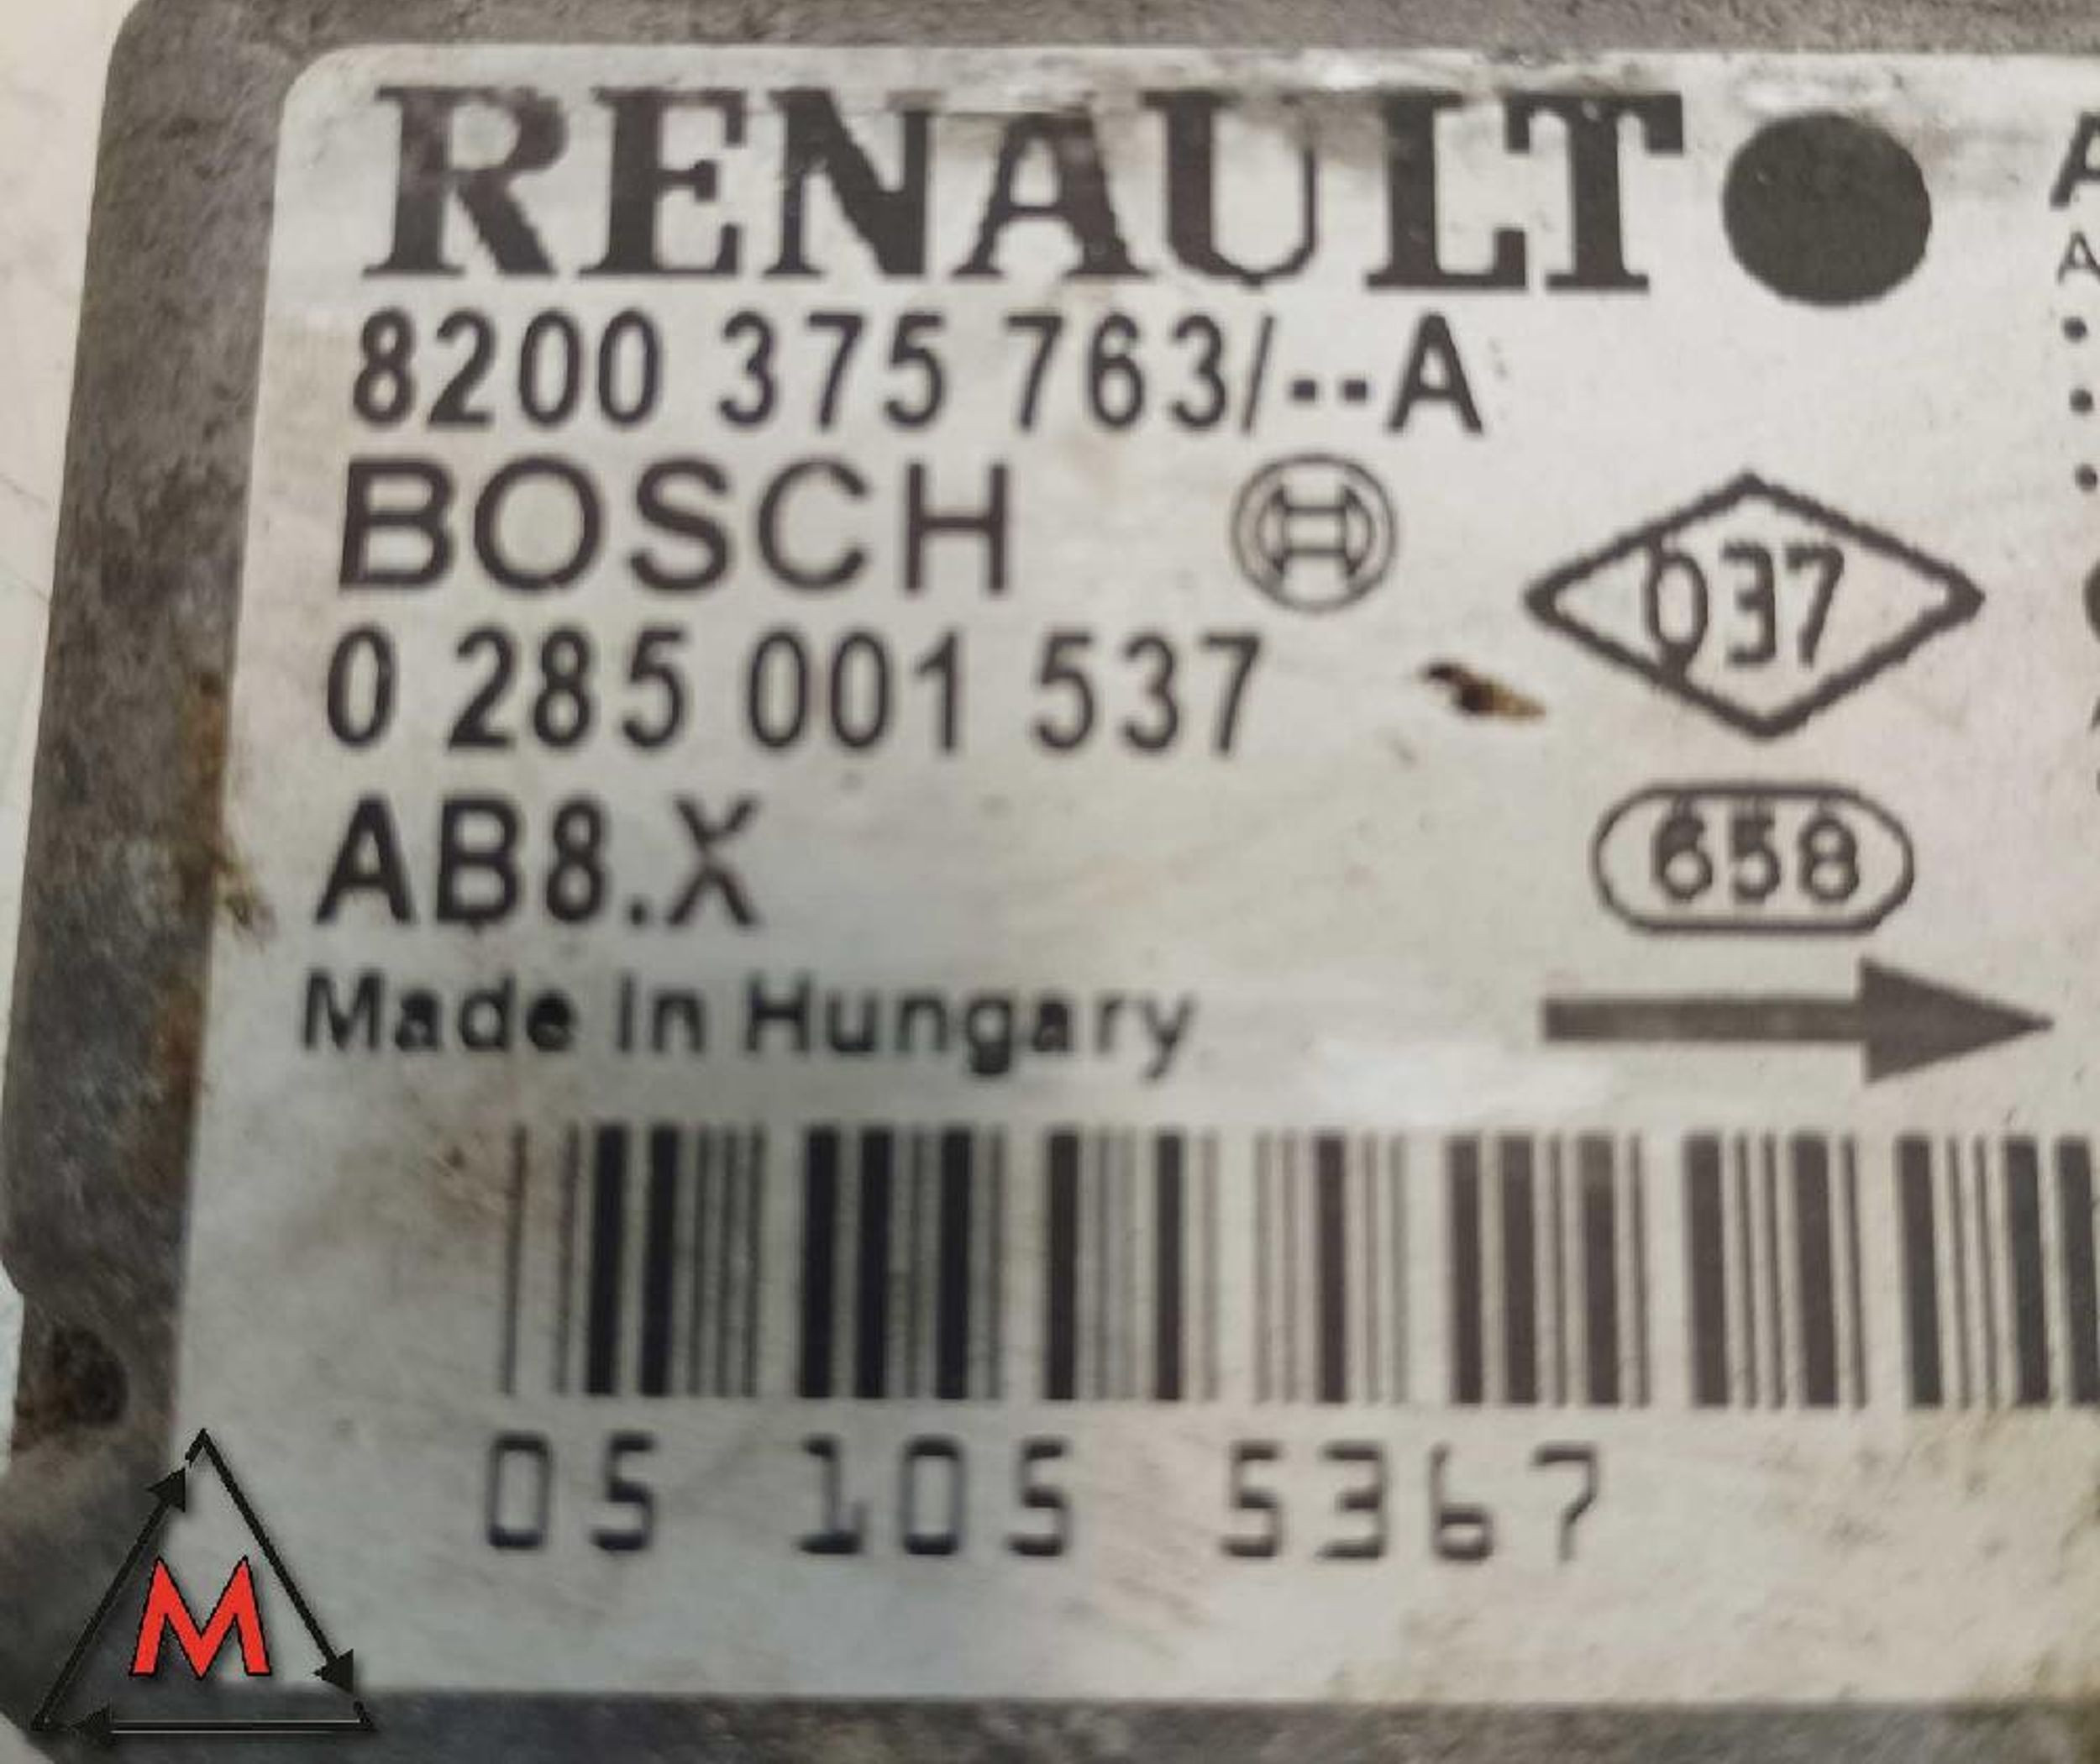 RENAULT
8200 375 763/--A
BOSCH
037
0 285 001 537
AB8.X
658
Made in Hungary
05 105 5367
M